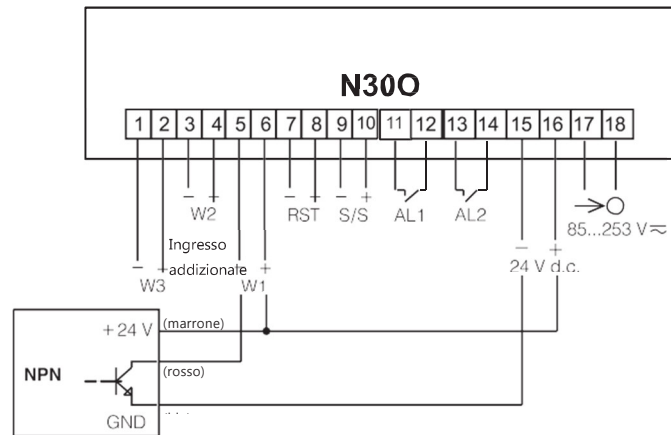 N30O
1 2 3 4 5 6 7 8 9 10 11 12 13 14 15 16 17 18
− + − + − +
W2 RST S/S AL1 AL2
85...253 V
Ingresso
addizionale
− + − +
W3 W1
− +
24 V d.c.
+24 V (marrone)
NPN (rosso)
GND